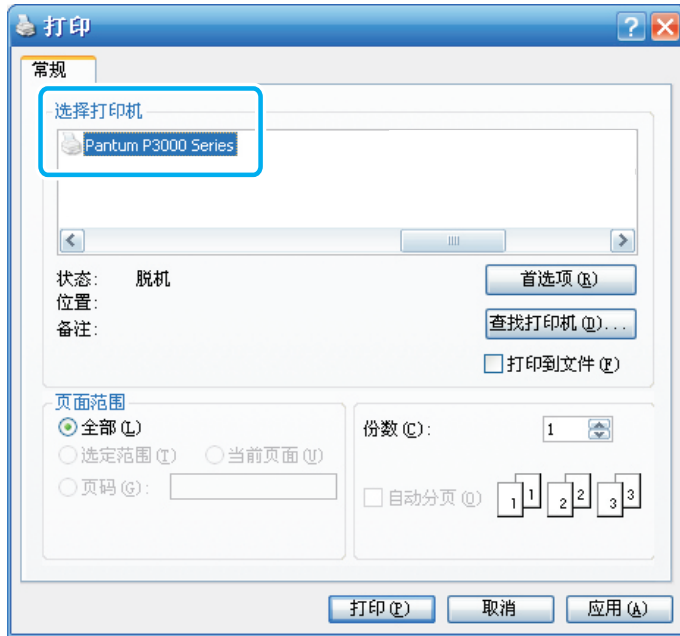 打印
常规
选择打印机
Pantum P3000 Series
状态: 脱机
首选项(R)
位置:
备注:
查找打印机(D)...
打印到文件(F)
页面范围
全部(L)
选定范围(T) 当前页面(U)
页码(G):
份数(C): 1
自动分页(O)
1 1 2 2 3 3
打印(P) 取消 应用(A)